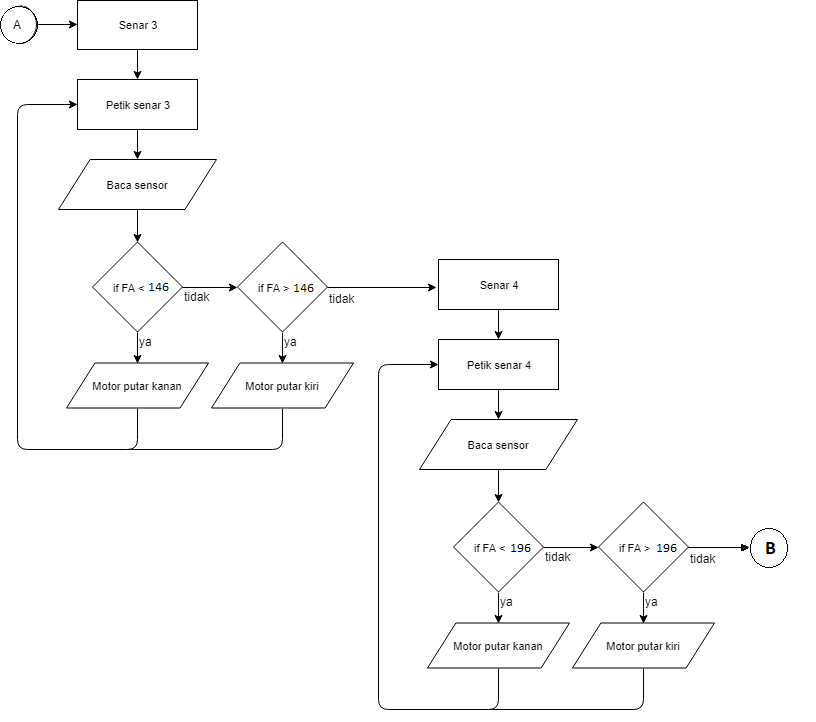 A
Senar 3
Petik senar 3
Baca sensor
if FA < 146
tidak
if FA > 146
tidak
ya
ya
Motor putar kanan
Motor putar kiri
Senar 4
Petik senar 4
Baca sensor
if FA < 196
tidak
if FA > 196
tidak
B
ya
ya
Motor putar kanan
Motor putar kiri